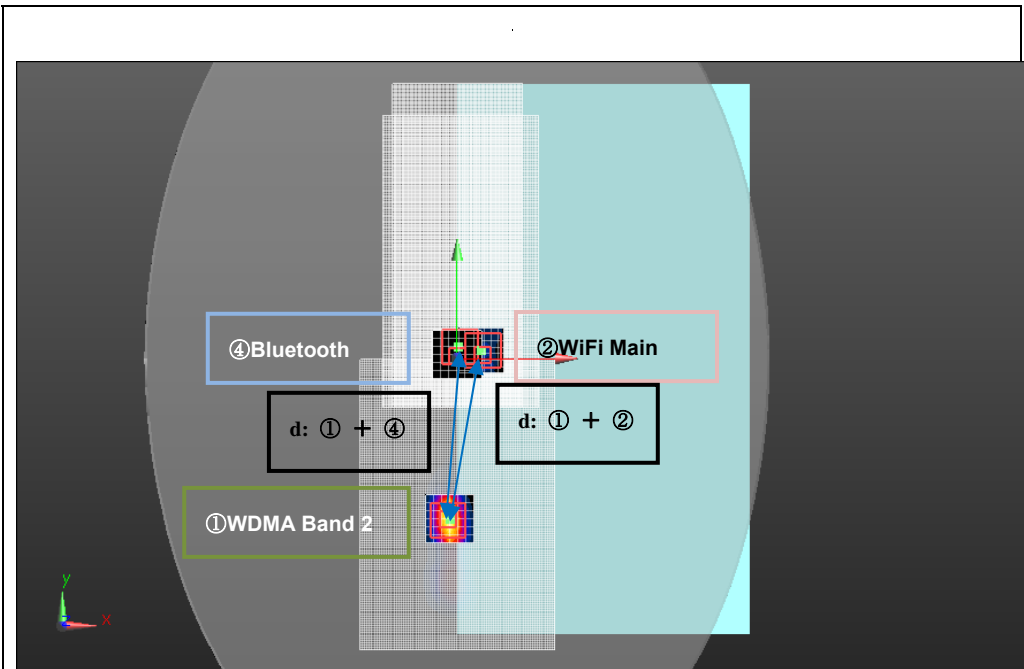 ④Bluetooth
②WiFi Main
d: ① + ④
d: ① + ②
①WDMA Band 2
y
x